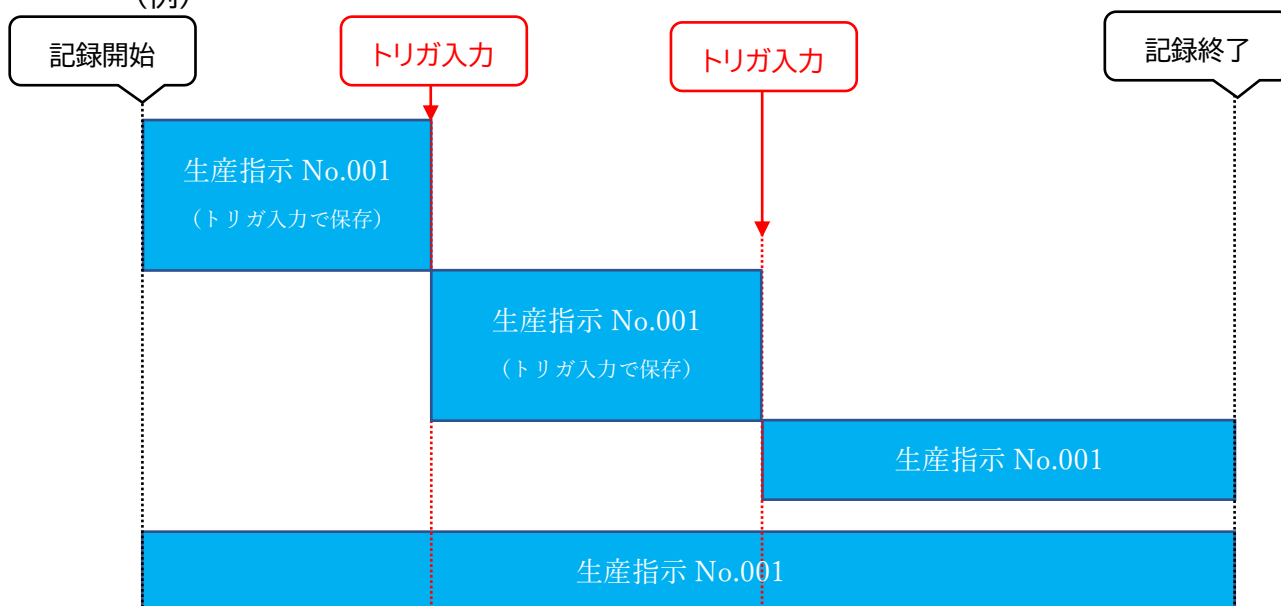 （例）
記録開始
トリガ入力
トリガ入力
記録終了
生産指示 No.001
（トリガ入力で保存）
生産指示 No.001
（トリガ入力で保存）
生産指示 No.001
生産指示 No.001